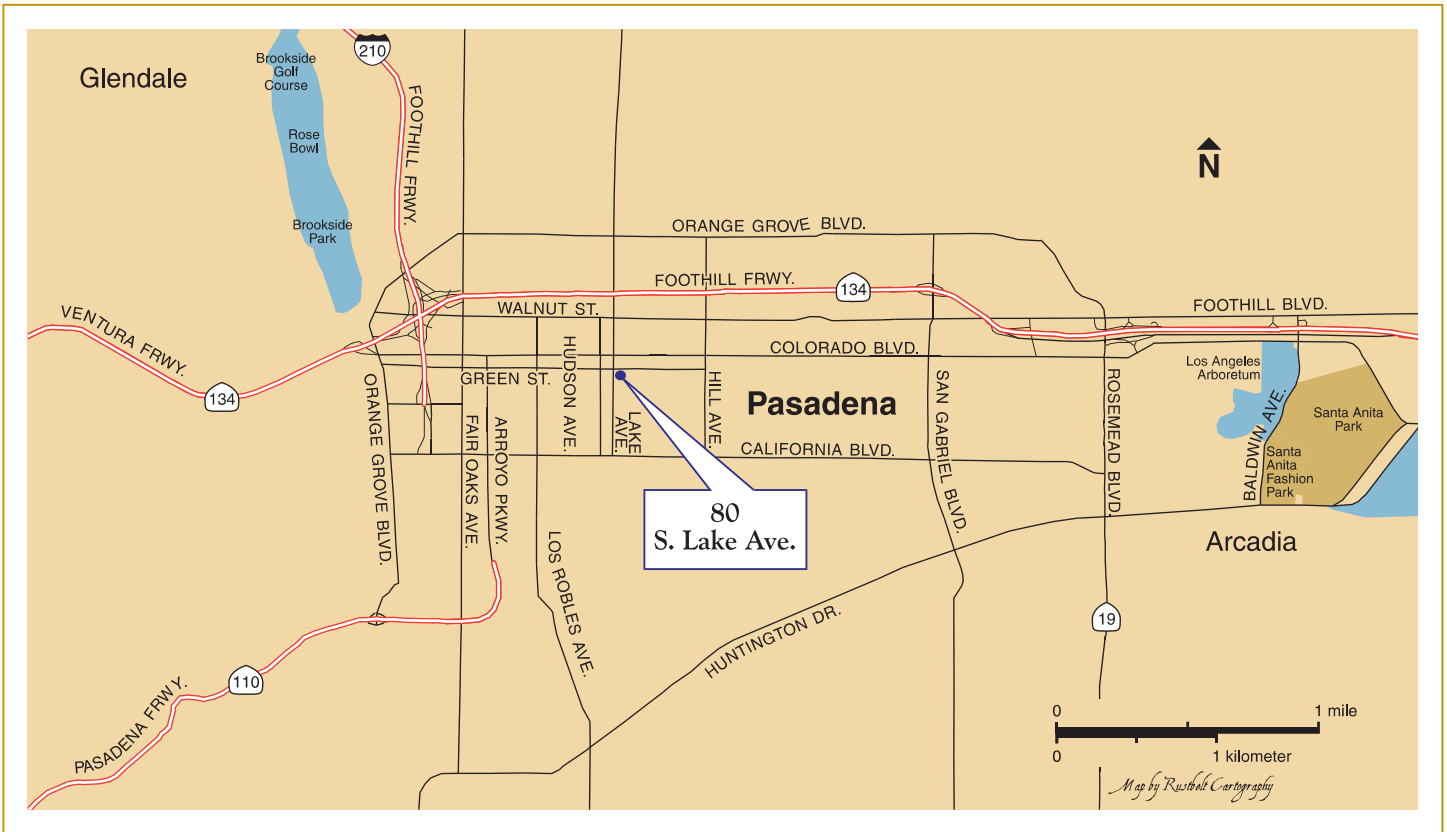 Glendale
210
Brookside
Golf
Course
Rose
Bowl
Brookside
Park
FOOTHILL FRWY.
N
ORANGE GROVE BLVD.
FOOTHILL FRWY.
134
WALNUT ST.
FOOTHILL BLVD.
VENTURA FRWY.
134
COLORADO BLVD.
GREEN ST.
HUDSON AVE.
LAKE
AVE.
HILL AVE.
Pasadena
CALIFORNIA BLVD.
ORANGE GROVE BLVD.
FAIR OAKS AVE.
ARROYO PKWY.
SAN GABRIEL BLVD.
ROSEMEAD BLVD.
Los Angeles
Arboretum
BALDWIN AVE.
Santa Anita
Park
Santa
Anita
Fashion
Park
80
S. Lake Ave.
Arcadia
LOS ROBLES AVE.
HUNTINGTON DR.
19
110
PASADENA FRWY.
0
1 mile
0
1 kilometer
Map by Rustbelt Cartography